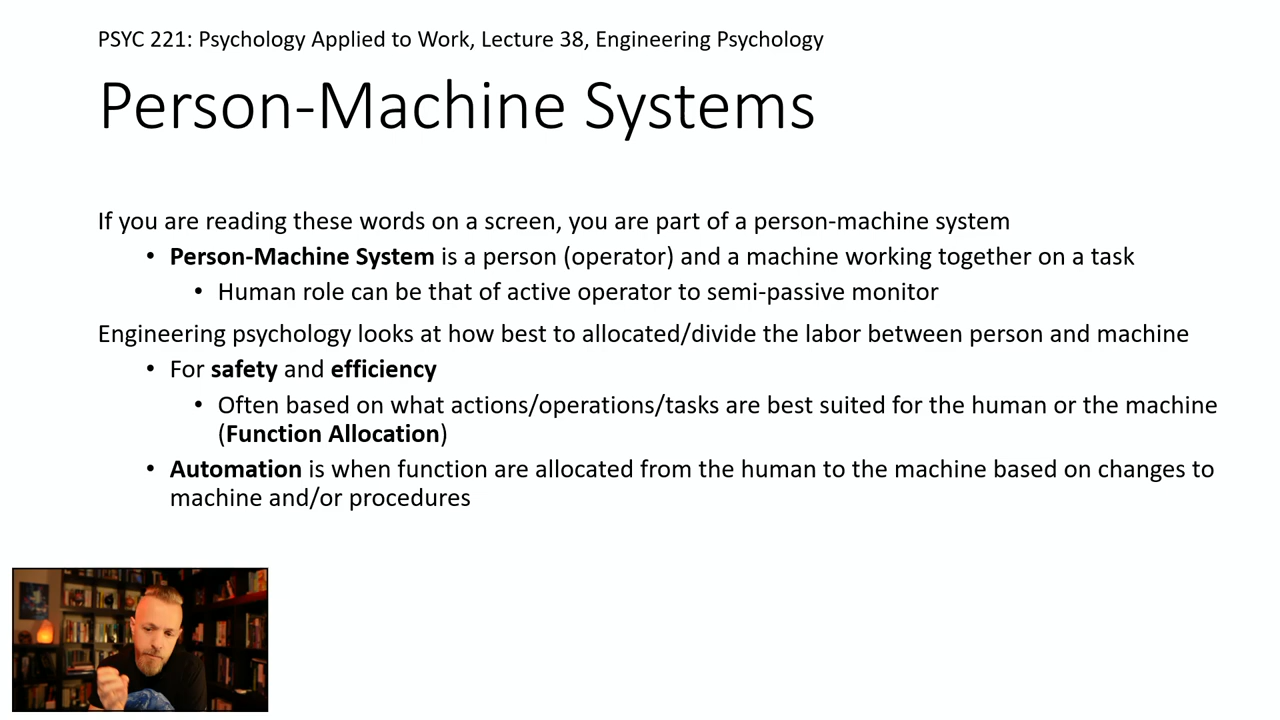 PSYC 221: Psychology Applied to Work, Lecture 38, Engineering Psychology
Person-Machine Systems
If you are reading these words on a screen, you are part of a person-machine system
• Person-Machine System is a person (operator) and a machine working together on a task
• Human role can be that of active operator to semi-passive monitor
Engineering psychology looks at how best to allocated/divide the labor between person and machine
• For safety and efficiency
• Often based on what actions/operations/tasks are best suited for the human or the machine
(Function Allocation)
• Automation is when function are allocated from the human to the machine based on changes to
machine and/or procedures